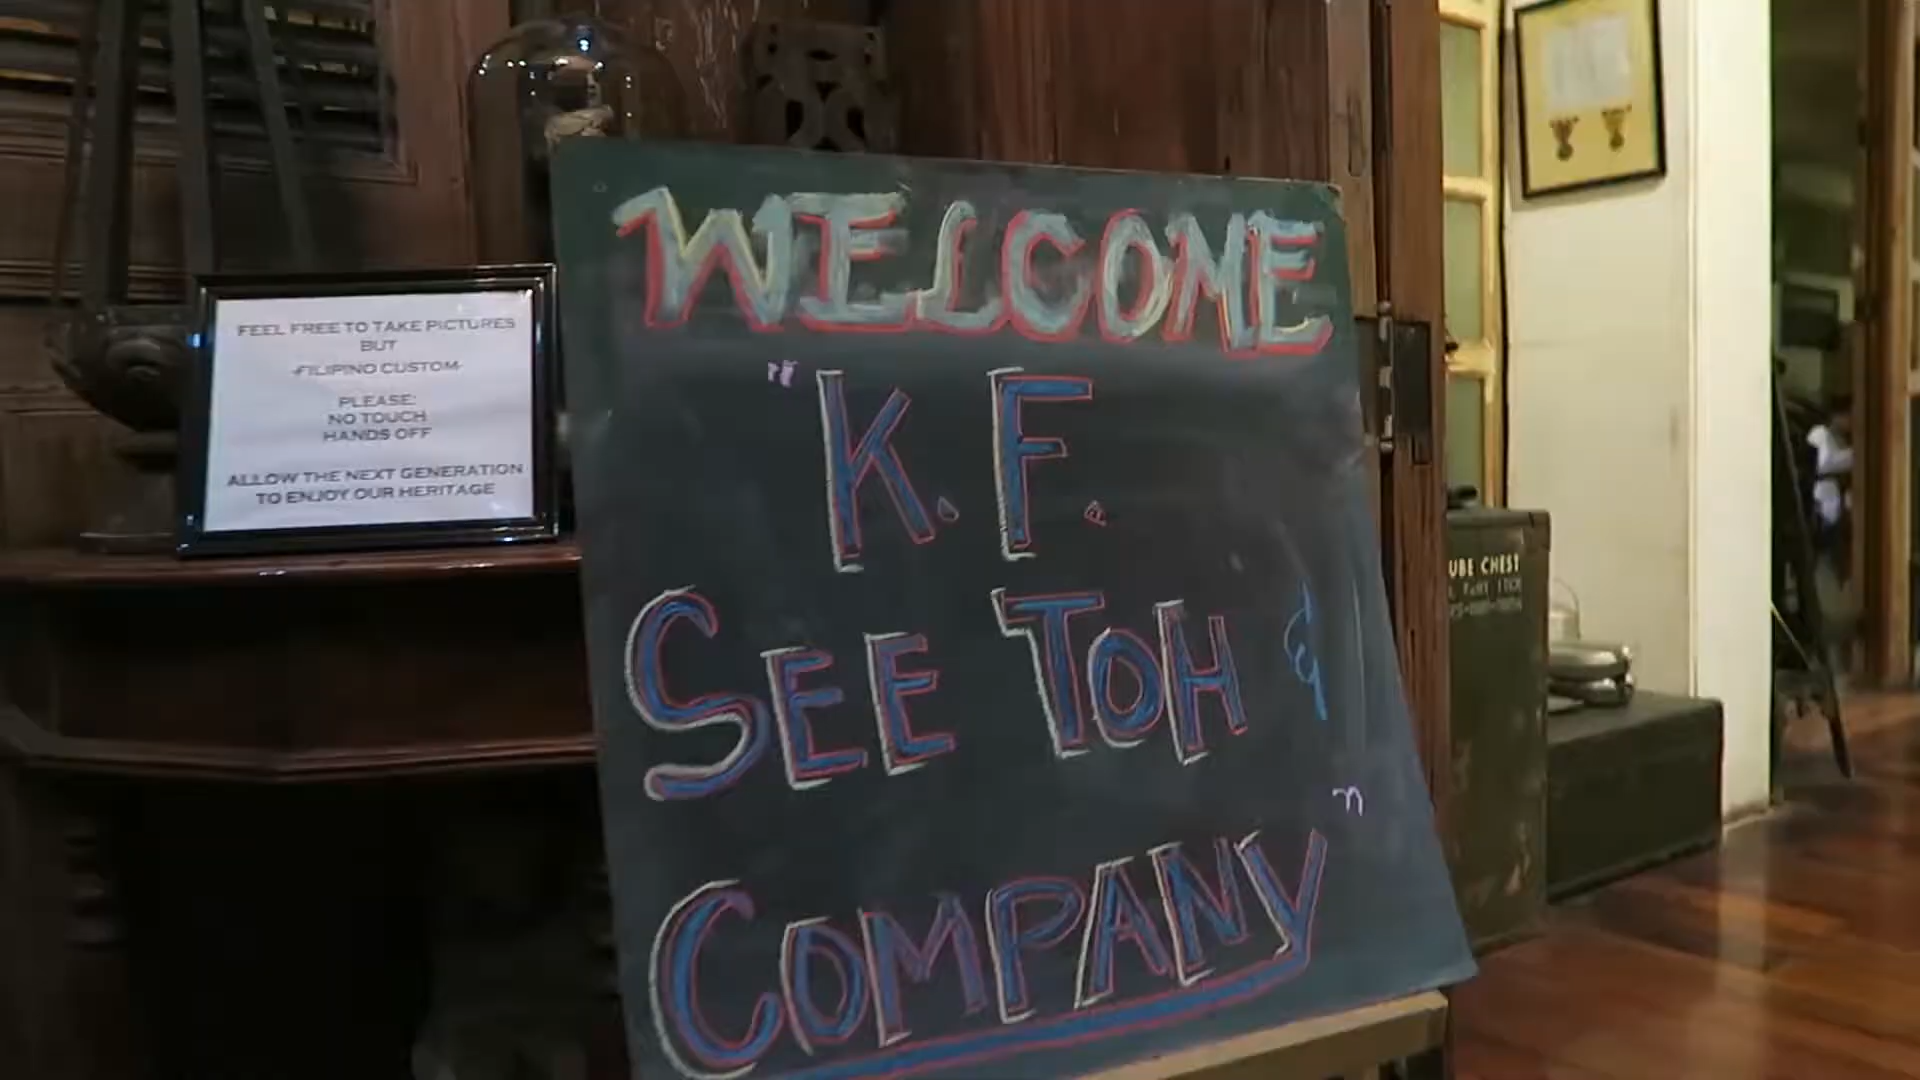 FEEL FREE TO TAKE PICTURES
BUT
-FILIPINO CUSTOM-
PLEASE:
NO TOUCH
HANDS OFF
ALLOW THE NEXT GENERATION
TO ENJOY OUR HERITAGE
WELCOME
"K.F.
SEE TOH &
COMPANY"
UBE CHEST